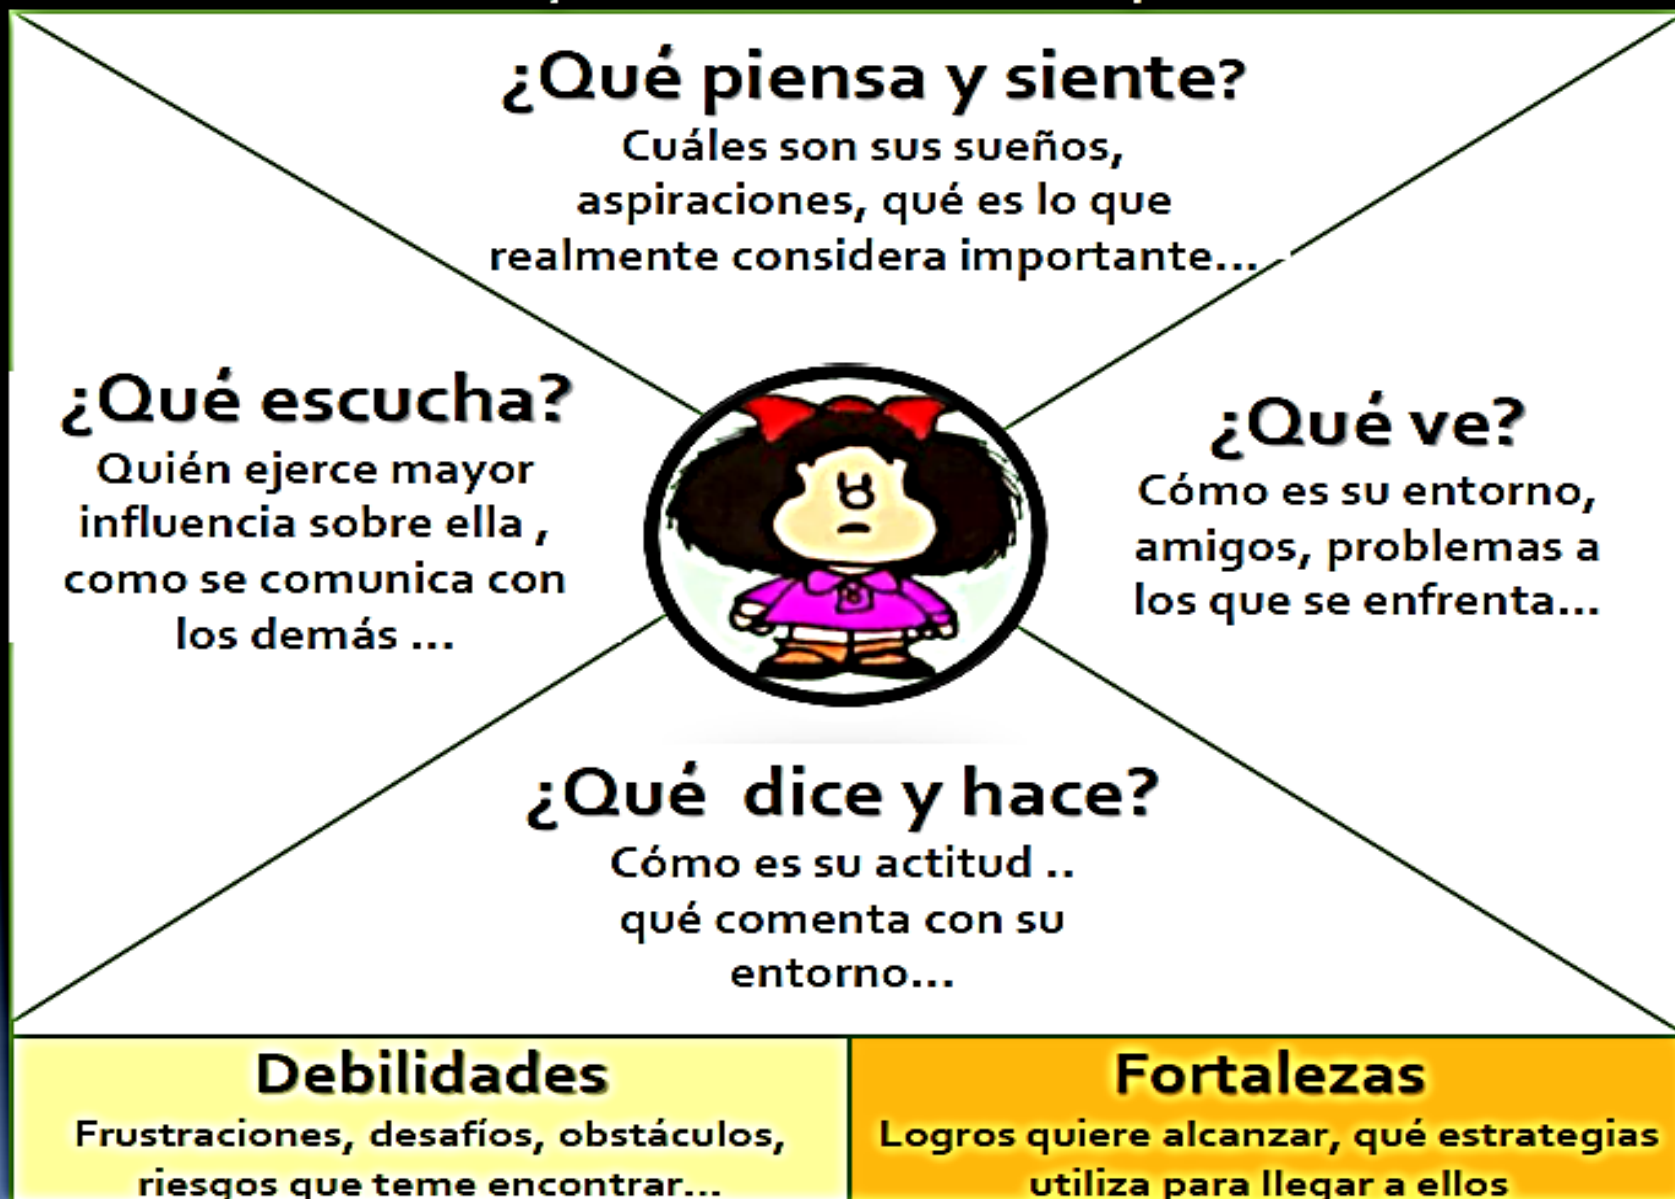 ¿Qué piensa y siente?
Cuáles son sus sueños,
aspiraciones, qué es lo que
realmente considera importante...
¿Qué escucha?
Quién ejerce mayor
influencia sobre ella ,
como se comunica con
los demás ...
¿Qué ve?
Cómo es su entorno,
amigos, problemas a
los que se enfrenta...
¿Qué dice y hace?
Cómo es su actitud ..
qué comenta con su
entorno...
Debilidades
Frustraciones, desafíos, obstáculos,
riesgos que teme encontrar...
Fortalezas
Logros quiere alcanzar, qué estrategias
utiliza para llegar a ellos